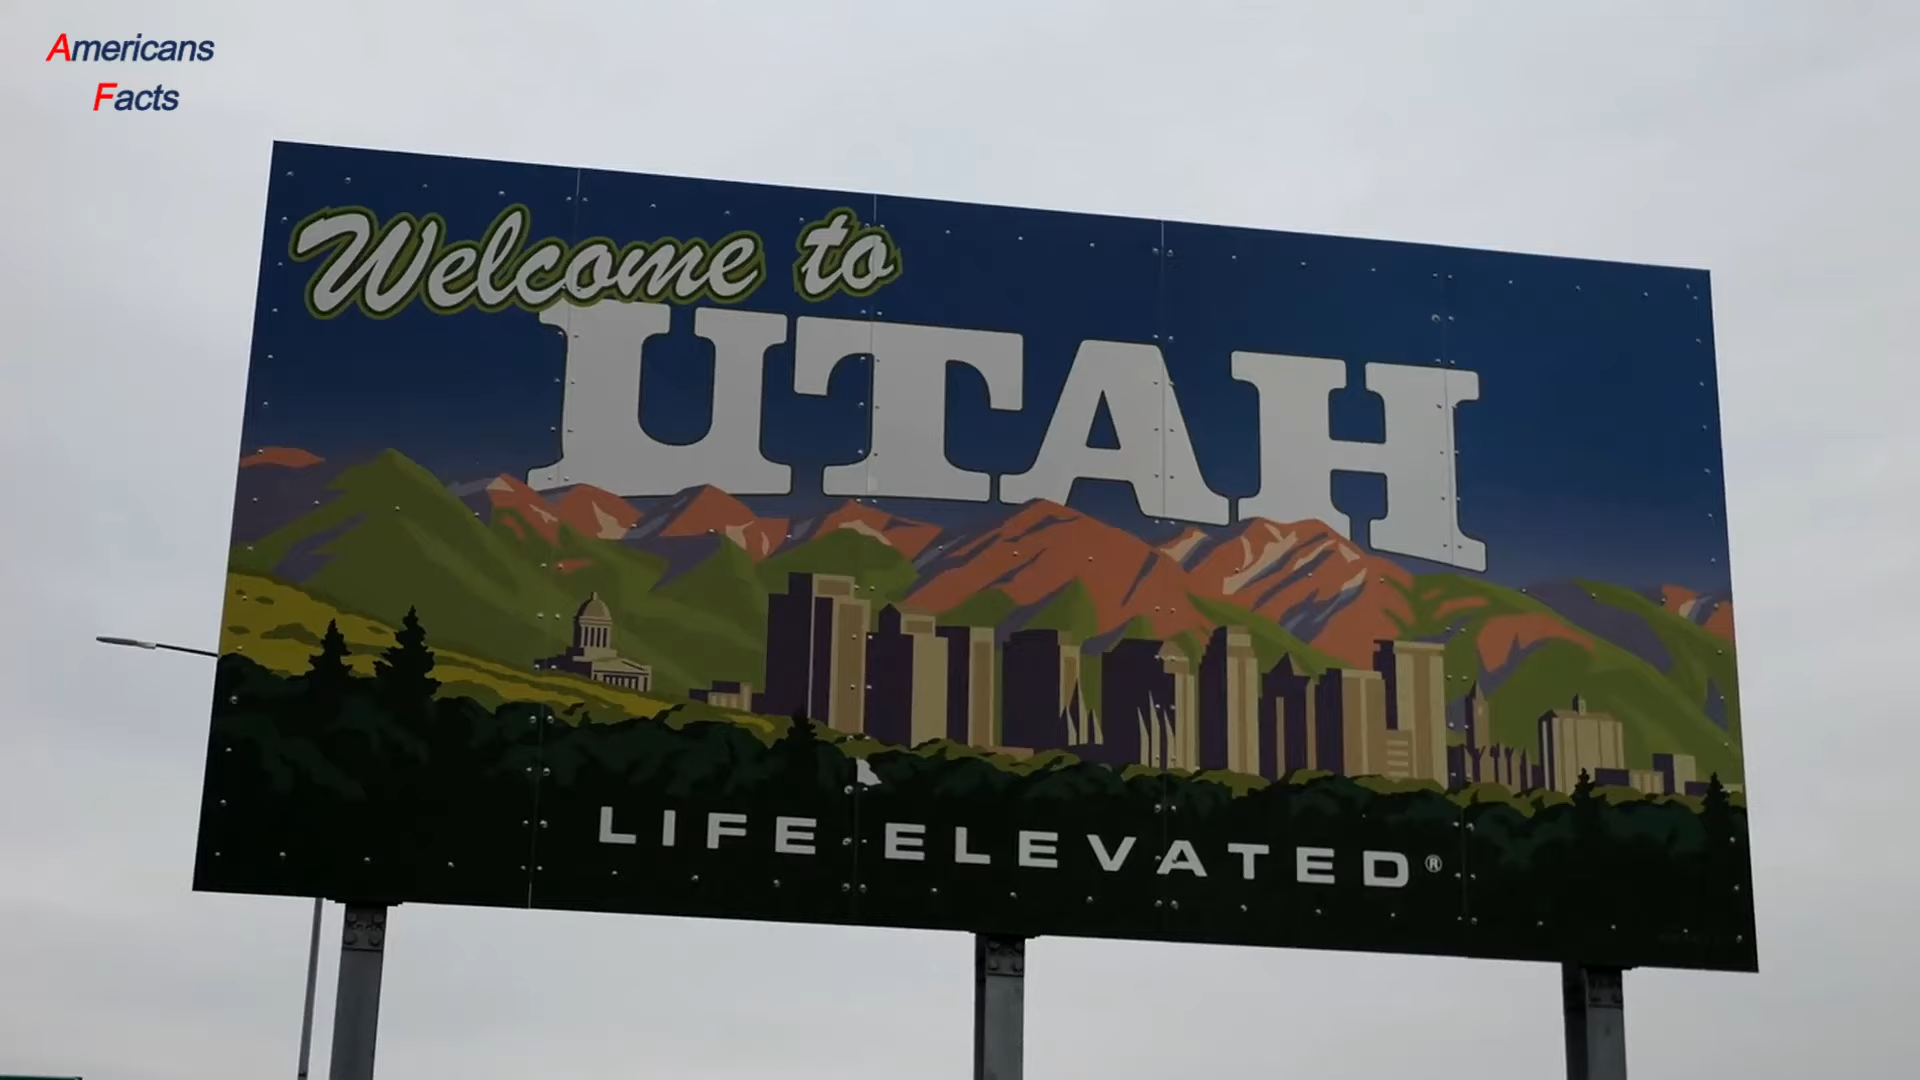 Americans
Facts
Welcome to
UTAH
LIFE ELEVATED®